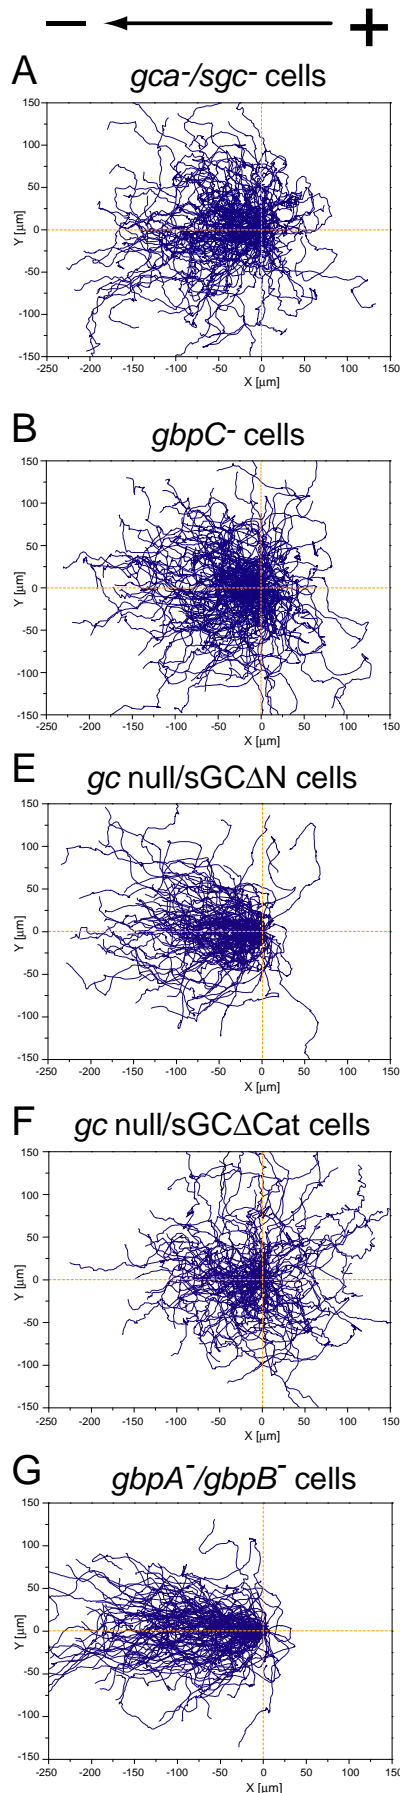 − +
A
gca-/sgc- cells
150
100
50
0
-50
-100
-150
Y [μm]
-250 -200 -150 -100 -50 0 50 100 150
X [μm]
B
gbpC- cells
150
100
50
0
-50
-100
-150
Y [μm]
-250 -200 -150 -100 -50 0 50 100 150
X [μm]
E
gc null/sGCΔN cells
150
100
50
0
-50
-100
-150
Y [μm]
-250 -200 -150 -100 -50 0 50 100 150
X [μm]
F
gc null/sGCΔCat cells
150
100
50
0
-50
-100
-150
Y [μm]
-250 -200 -150 -100 -50 0 50 100 150
X [μm]
G
gbpA-/gbpB- cells
150
100
50
0
-50
-100
-150
Y [μm]
-250 -200 -150 -100 -50 0 50 100 150
X [μm]